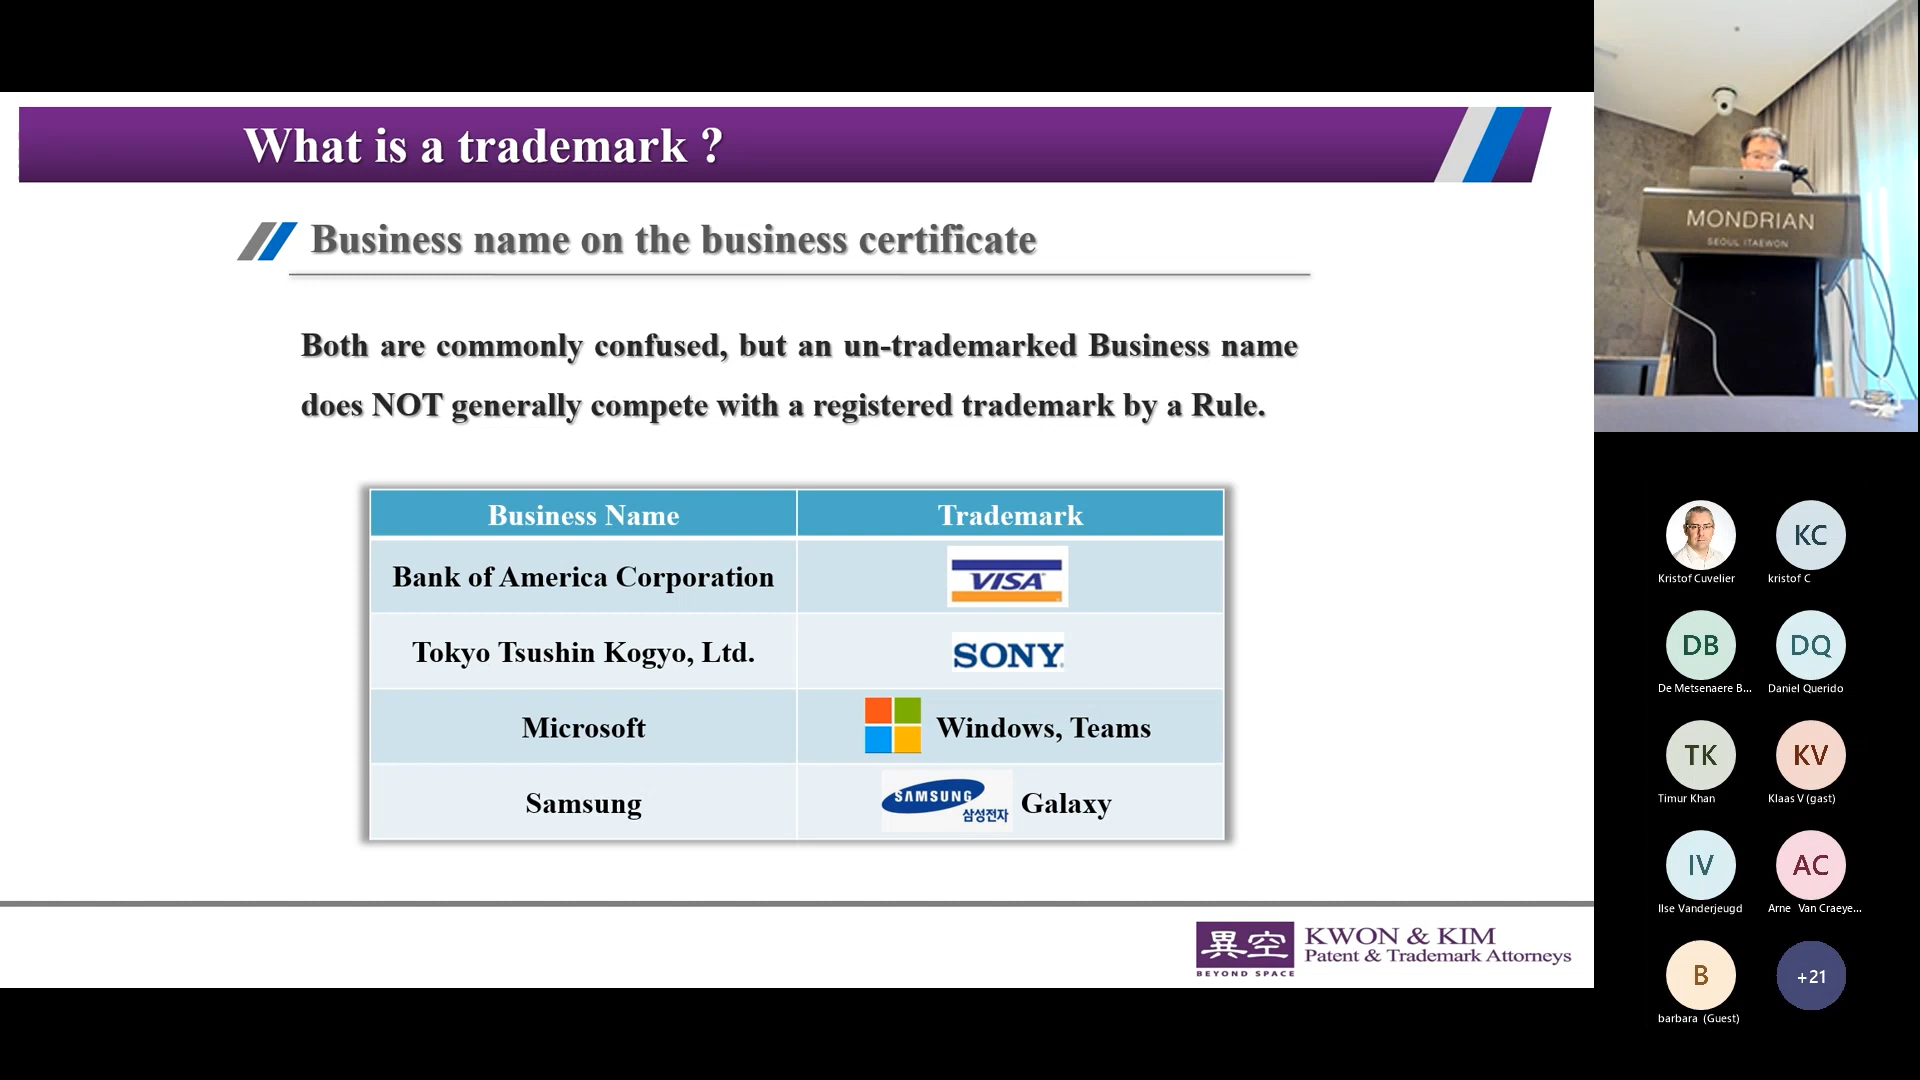 What is a trademark ?
Business name on the business certificate
Both are commonly confused, but an un-trademarked Business name
does NOT generally compete with a registered trademark by a Rule.
Business Name
Trademark
Bank of America Corporation
VISA
Tokyo Tsushin Kogyo, Ltd.
SONY
Microsoft
Windows, Teams
Samsung
SAMSUNG
삼성전자
Galaxy
異空
BEYOND SPACE
KWON & KIM
Patent & Trademark Attorneys
MONDRIAN
SEOUL ITAEWON
Kristof Cuvelier
KC
kristof C
DB
De Metsenaere B...
DQ
Daniel Querido
TK
Timur Khan
KV
Klaas V (gast)
IV
Ilse Vanderjeugd
AC
Arne Van Craeye...
B
barbara (Guest)
+21